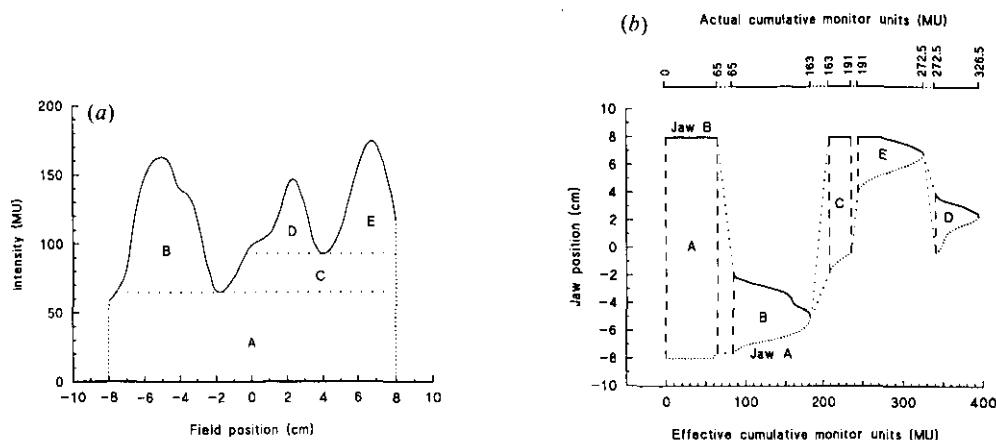 (a)
intensity (MU)
200
150
100
50
0
B
D
E
C
A
-10 -8 -6 -4 -2 0 2 4 6 8 10
Field position (cm)
(b)
Actual cumulative monitor units (MU)
0 65 65 163 163 191 191 272.5 272.5 326.5
Jaw position (cm)
10
8
6
4
2
0
-2
-4
-6
-8
-10
Jaw B
E
C
D
A
B
Jaw A
0 100 200 300 400
Effective cumulative monitor units (MU)